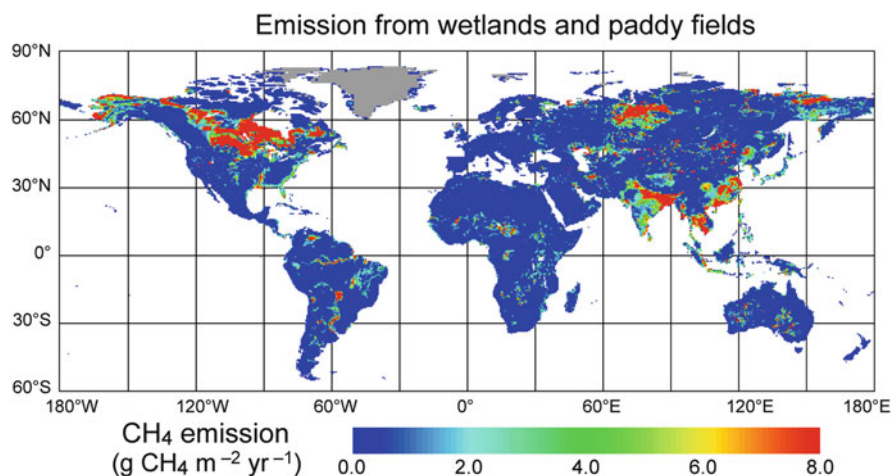 Emission from wetlands and paddy fields
90°N
60°N
30°N
0°
30°S
60°S
180°W 120°W 60°W 0° 60°E 120°E 180°E
CH₄ emission
(g CH₄ m⁻² yr⁻¹)
0.0 2.0 4.0 6.0 8.0